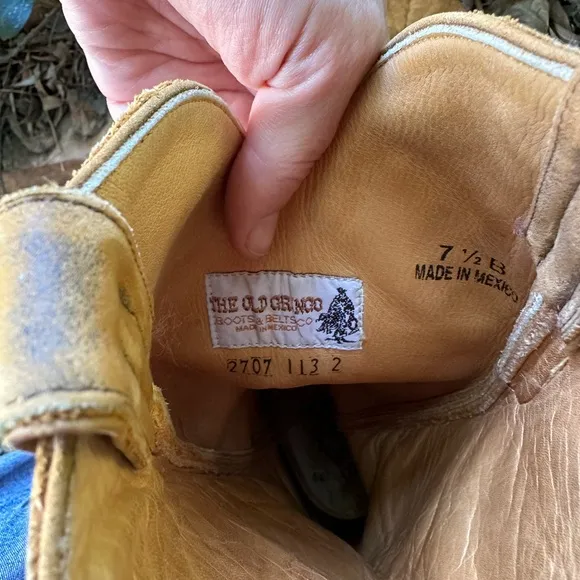 7 ½ B
MADE IN MEXICO
THE OLD GRINGO
BOOTS & BELTS CO
MADE IN MEXICO
2707 113 2